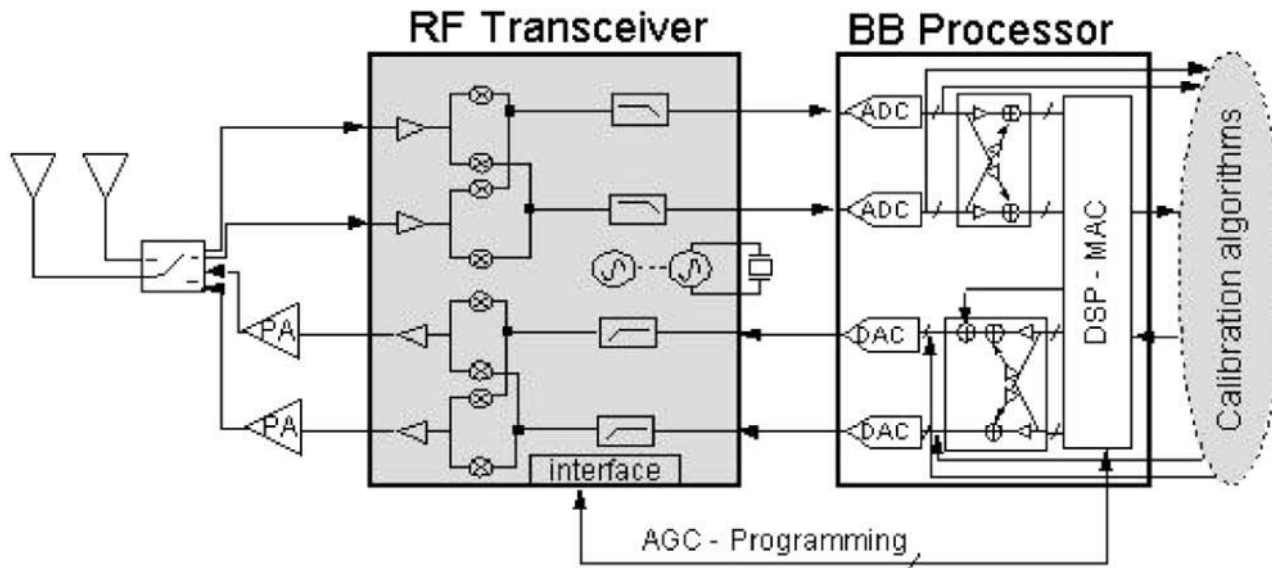 RF Transceiver
BB Processor
ADC
ADC
PA
PA
DAC
DAC
DSP - MAC
Calibration algorithms
interface
AGC - Programming